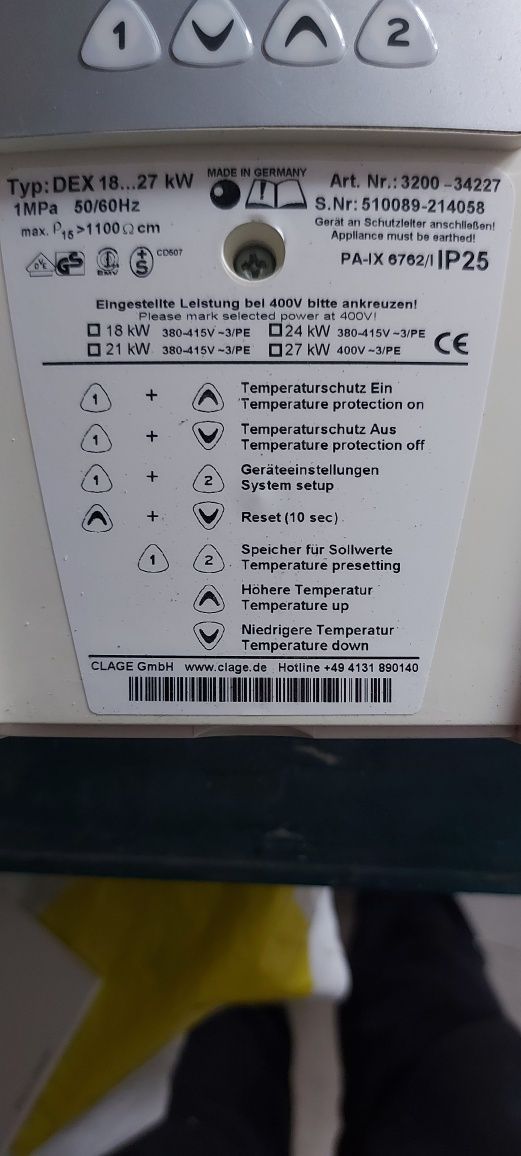 1 2
MADE IN GERMANY
Typ: DEX 18...27 kW
Art. Nr.: 3200-34227
1MPa 50/60Hz
S.Nr: 510089-214058
max. ρ15 >1100 Ω cm
Gerät an Schutzleiter anschließen!
Appliance must be earthed!
DVE GS EMV +S CD507
PA-IX 6762/I IP25
Eingestellte Leistung bei 400V bitte ankreuzen!
Please mark selected power at 400V!
18 kW 380-415V ~3/PE 24 kW 380-415V ~3/PE
21 kW 380-415V ~3/PE 27 kW 400V ~3/PE CE
1 + Temperaturschutz Ein
Temperature protection on
1 + Temperaturschutz Aus
Temperature protection off
1 + 2 Geräteeinstellungen
System setup
+ Reset (10 sec)
1 2 Speicher für Sollwerte
Temperature presetting
Höhere Temperatur
Temperature up
Niedrigere Temperatur
Temperature down
CLAGE GmbH www.clage.de Hotline +49 4131 890140